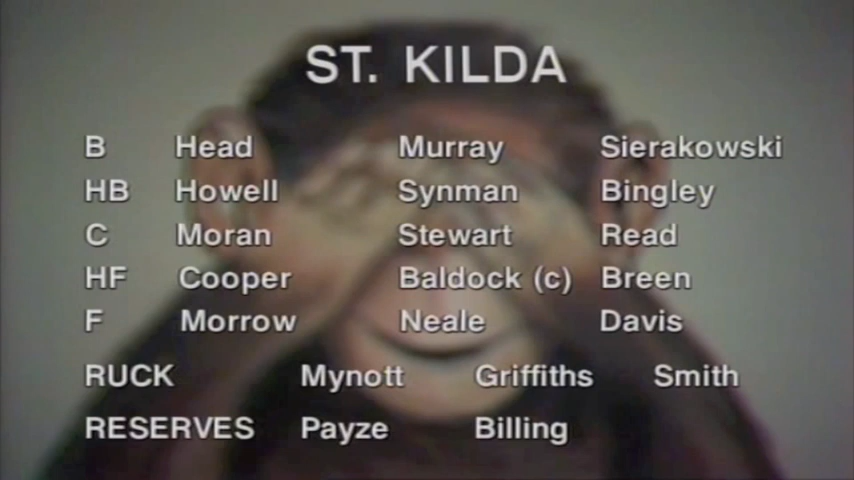 ST. KILDA
B Head Murray Sierakowski
HB Howell Synman Bingley
C Moran Stewart Read
HF Cooper Baldock (c) Breen
F Morrow Neale Davis
RUCK Mynott Griffiths Smith
RESERVES Payze Billing